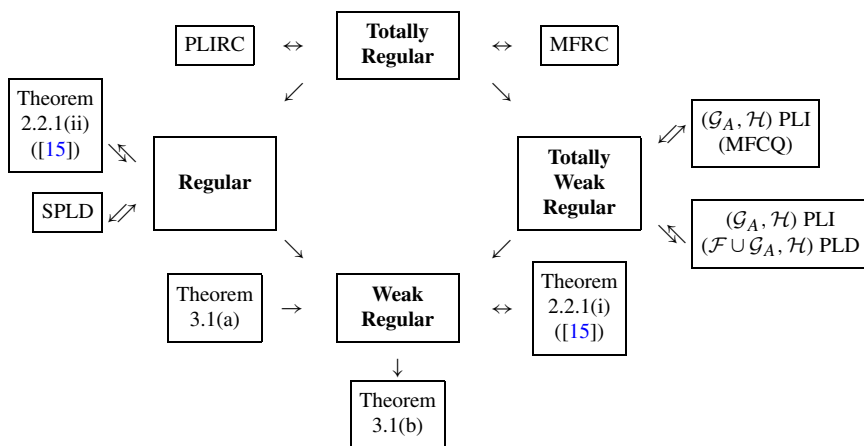 PLIRC ↔ Totally Regular ↔ MFRC
Theorem
2.2.1(ii)
([15])
(𝒢_A, ℋ) PLI
(MFCQ)
Regular
Totally
Weak
Regular
SPLD
(𝒢_A, ℋ) PLI
(ℱ ∪ 𝒢_A, ℋ) PLD
Theorem
3.1(a)
→
Weak
Regular
↔
Theorem
2.2.1(i)
([15])
↓
Theorem
3.1(b)